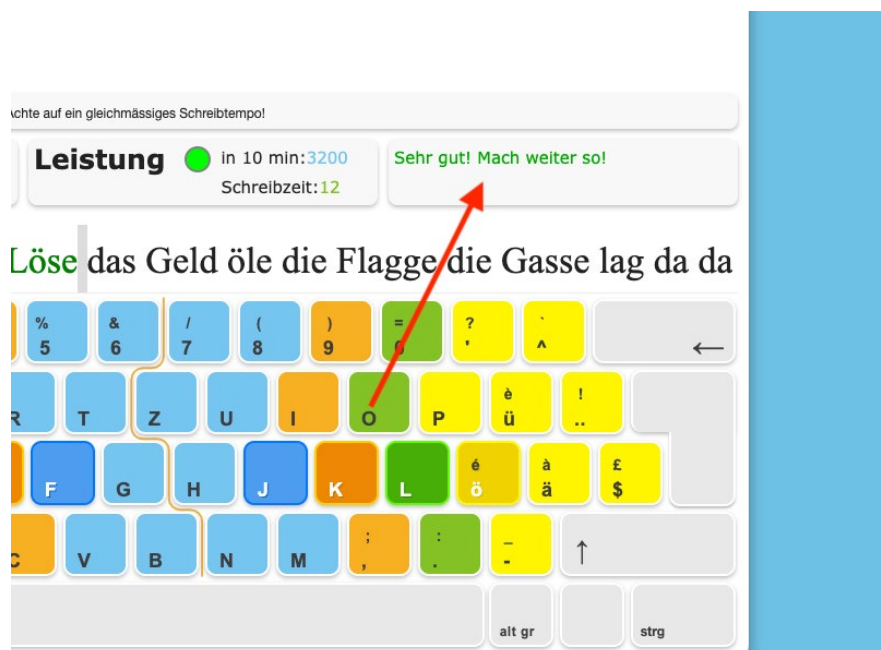 chte auf ein gleichmässiges Schreibtempo!
Leistung in 10 min:3200 Sehr gut! Mach weiter so!
Schreibzeit:12
Löse das Geld öle die Flagge die Gasse lag da da
% & / ( ) = ? `
5 6 7 8 9 0 ' ^ ←
è !
R T Z U I O P ü ..
é à £
F G H J K L ö ä $
; : _
C V B N M , . - ↑
alt gr strg